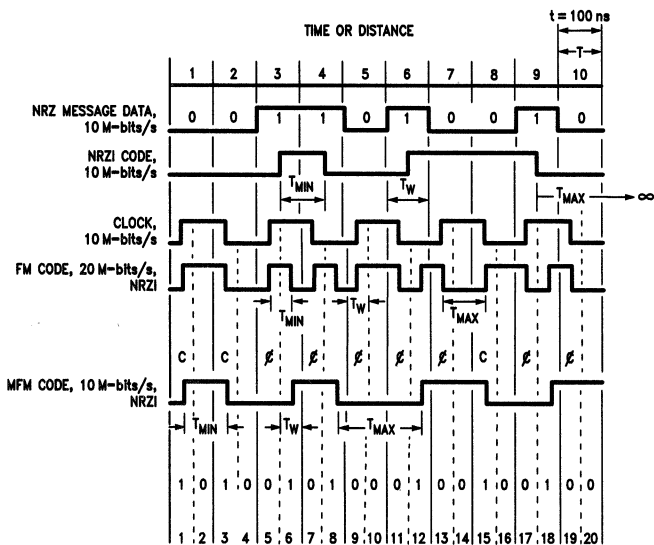 t = 100 ns
TIME OR DISTANCE
T
1 2 3 4 5 6 7 8 9 10
NRZ MESSAGE DATA,
10 M-bits/s
0 0 1 1 0 1 0 0 1 0
NRZI CODE,
10 M-bits/s
TMIN TW TMAX ∞
CLOCK,
10 M-bits/s
FM CODE, 20 M-bits/s,
NRZI
TMIN TW TMAX
C C ₵ ₵ ₵ ₵ ₵ C ₵ ₵
MFM CODE, 10 M-bits/s,
NRZI
TMIN TW TMAX
1 0 1 0 0 1 0 1 0 0 0 1 0 0 1 0 0 1 0 0
1 2 3 4 5 6 7 8 9 10 11 12 13 14 15 16 17 18 19 20